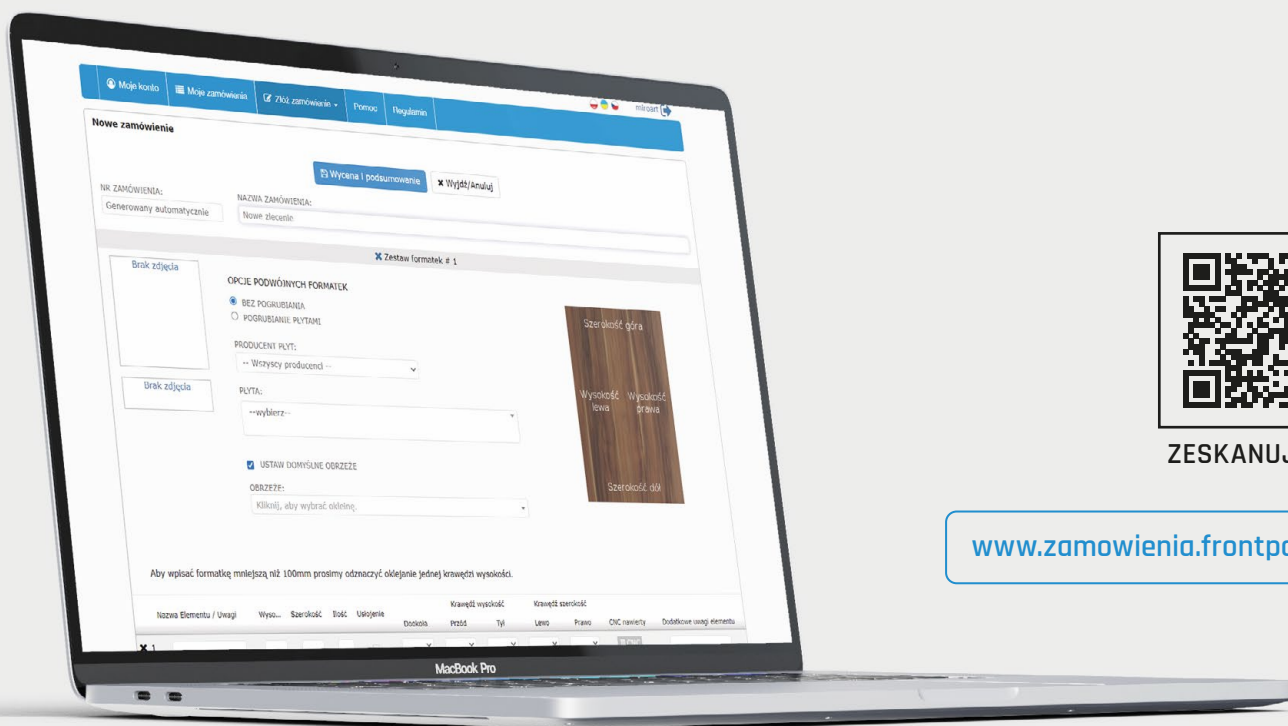 Moje konto
Moje zamówienia
Złóż zamówienie
Pomoc
Regulamin
miroart
Nowe zamówienie
Wycena i podsumowanie
Wyjdź/Anuluj
NR ZAMÓWIENIA:
Generowany automatycznie
NAZWA ZAMÓWIENIA:
Nowe zlecenie
Zestaw formatek # 1
Brak zdjęcia
Brak zdjęcia
OPCJE PODWÓJNYCH FORMATEK
BEZ POGRUBIANIA
POGRUBIANIE PŁYTAMI
PRODUCENT PŁYT:
-- Wszyscy producenci --
PŁYTA:
--wybierz--
USTAW DOMYŚLNE OBRZEŻE
OBRZEŻE:
Kliknij, aby wybrać okleinę.
Szerokość góra
Wysokość lewa
Wysokość prawa
Szerokość dół
Aby wpisać formatkę mniejszą niż 100mm prosimy odznaczyć oklejanie jednej krawędzi wysokości.
Krawędź wysokość
Krawędź szerokość
Nazwa Elementu / Uwagi Wyso... Szerokość Ilość Usłojenie Dookoła Przód Tył Lewo Prawo CNC nawierty Dodatkowe uwagi elementu
1
CNC
MacBook Pro
ZESKANUJ
www.zamowienia.frontpo